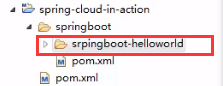 spring-cloud-in-action
springboot
srpingboot-helloworld
pom.xml
pom.xml